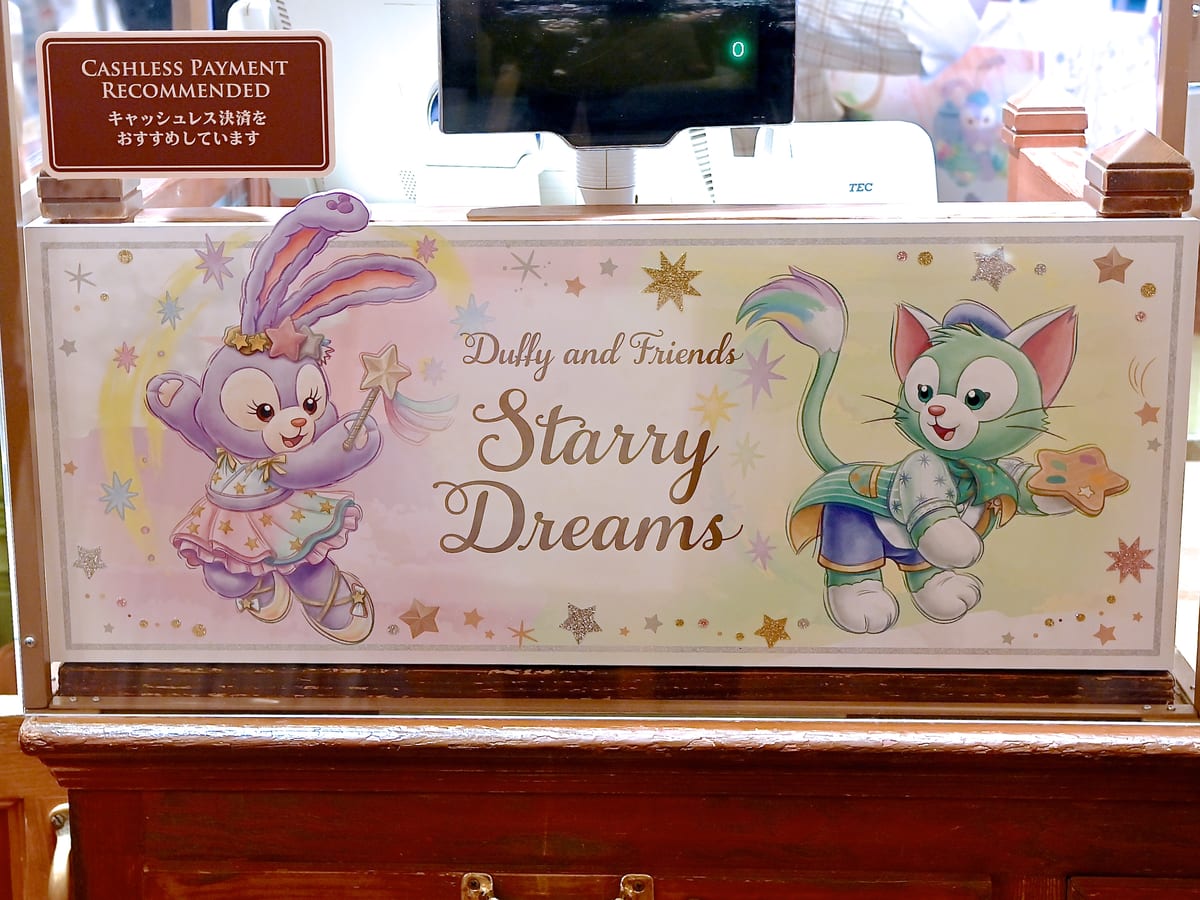 CASHLESS PAYMENT
RECOMMENDED
キャッシュレス決済を
おすすめしています
0
TEC
Duffy and Friends
Starry
Dreams